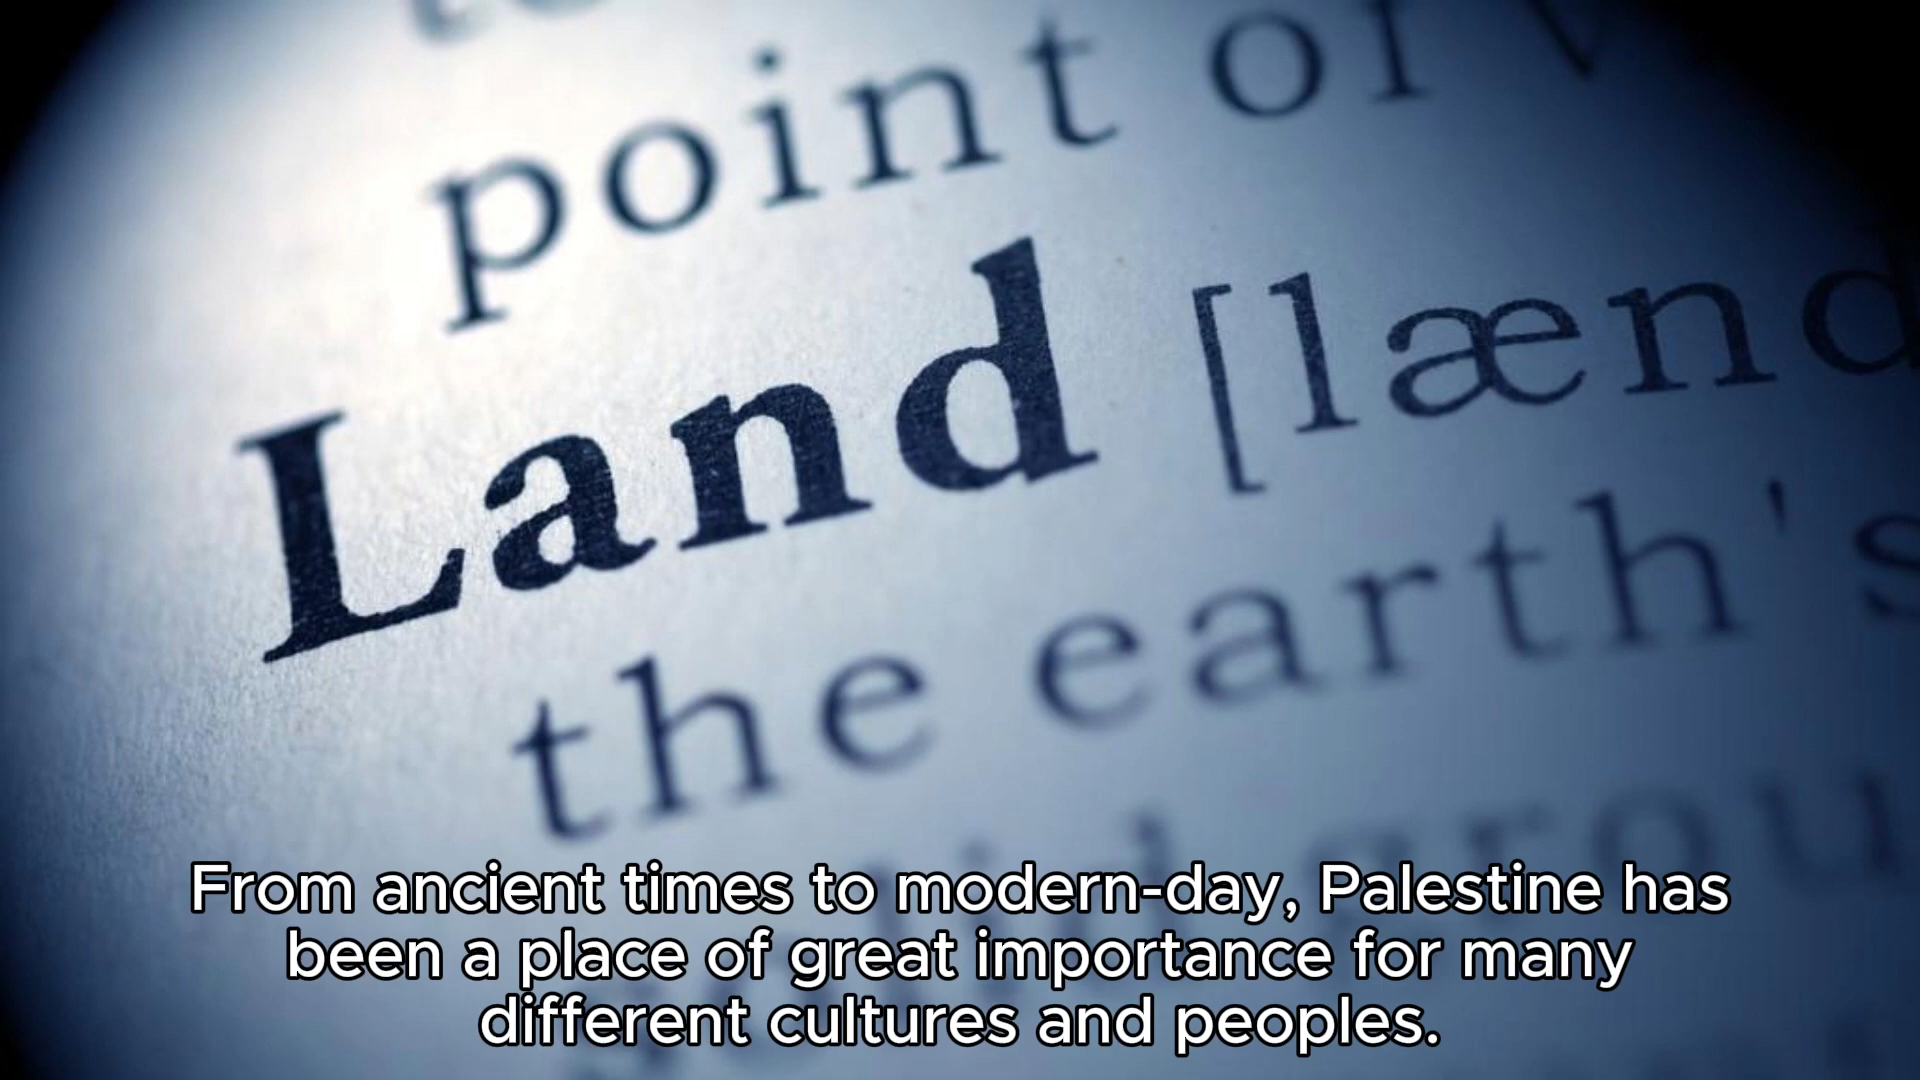 point of
Land [lænd
the earth's
From ancient times to modern-day, Palestine has
been a place of great importance for many
different cultures and peoples.